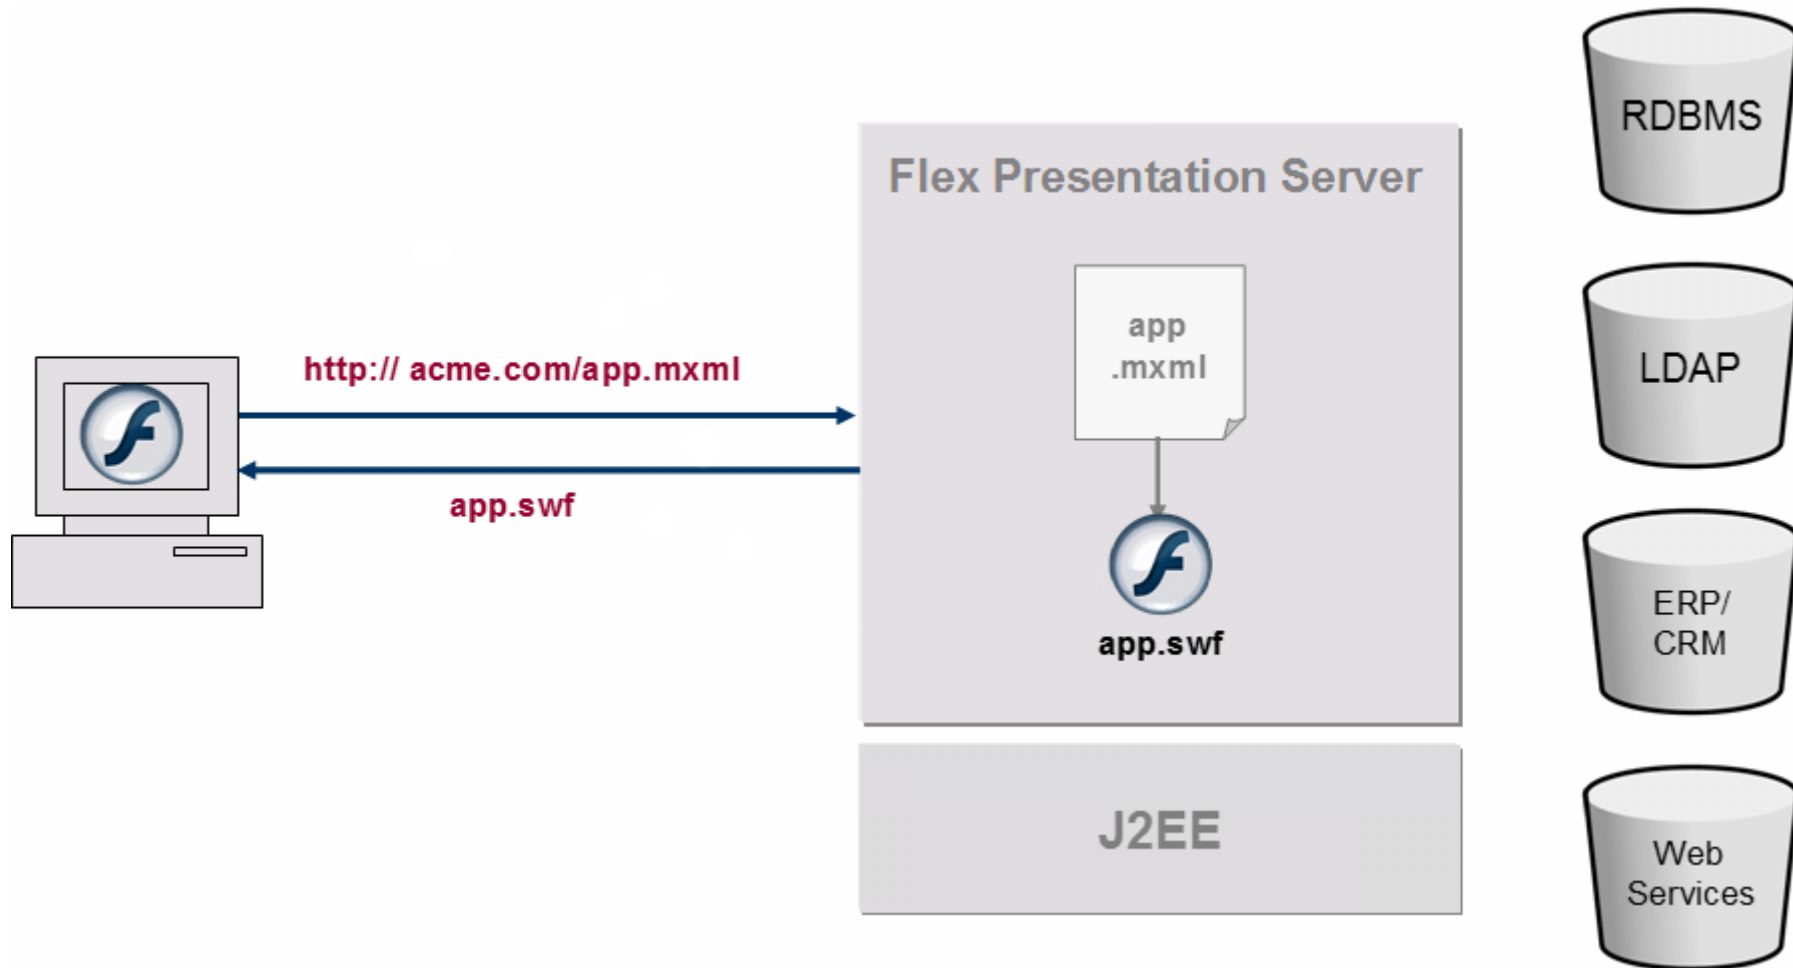 RDBMS
Flex Presentation Server
app
.mxml
http:// acme.com/app.mxml
LDAP
app.swf
app.swf
ERP/
CRM
J2EE
Web
Services